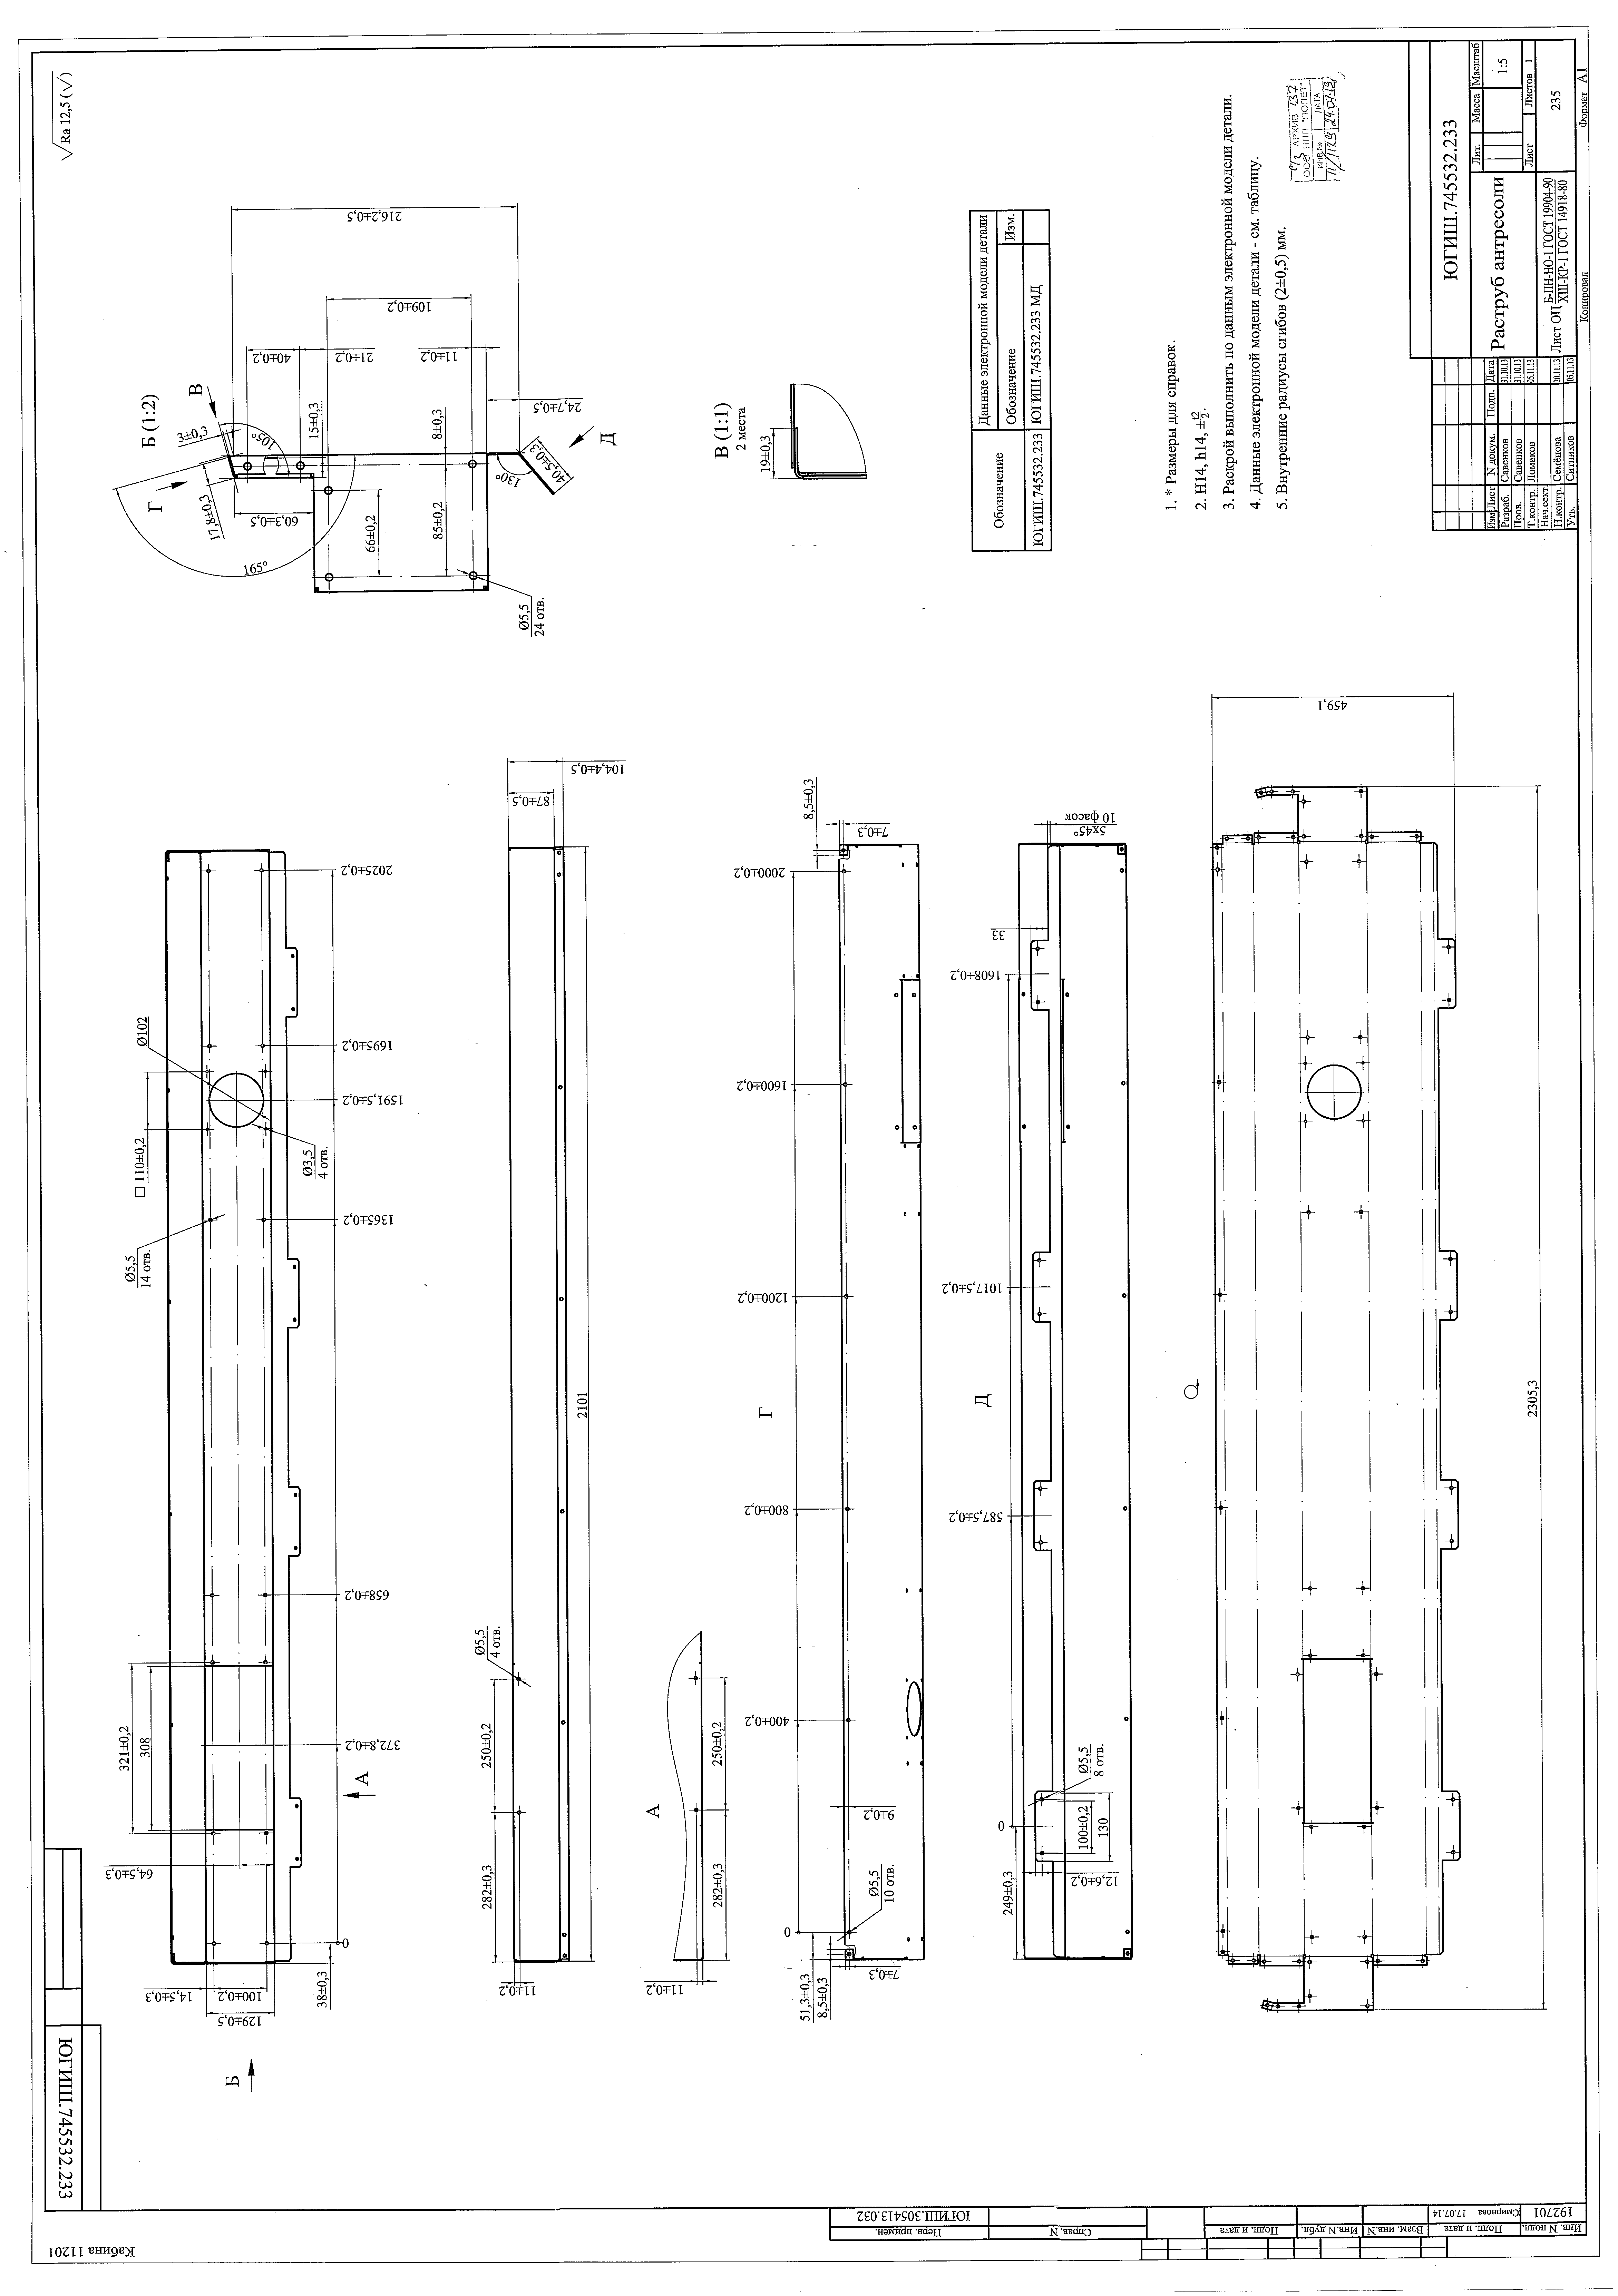 ЮГИШ.745532.233
Кабина 11201
√ Ra 12,5 (√)
Б
38±0,3
129±0,5
100±0,2
14,5±0,3
64,5±0,3
321±0,2
308
А
0
372,8±0,2
658±0,2
1365±0,2
1591,5±0,2
1695±0,2
2025±0,2
Ø5,5
14 отв.
□ 110±0,2
Ø102
Ø3,5
4 отв.
11±0,2
282±0,3
250±0,2
Ø5,5
4 отв.
2101
87±0,5
104,4±0,5
А
11±0,2
282±0,3
250±0,2
Г
51,3±0,3
8,5±0,3
7±0,3
0
Ø5,5
10 отв.
9±0,2
400±0,2
800±0,2
1200±0,2
1600±0,2
2000±0,2
8,5±0,3
7±0,3
Д
249±0,3
0
12,6±0,2
100±0,2
130
Ø5,5
8 отв.
587,5±0,2
1017,5±0,2
1608±0,2
33
5x45°
10 фасок
2305,3
459,1
Б (1:2)
Г
В
Д
165°
105°
130°
17,8±0,3
3±0,3
60,3±0,5
15±0,3
66±0,2
85±0,2
8±0,3
40,5±0,3
24,7±0,5
40±0,2
21±0,2
11±0,2
109±0,2
216,2±0,5
Ø5,5
24 отв.
В (1:1)
2 места
19±0,3
Обозначение
Данные электронной модели детали
Обозначение
Изм.
ЮГИШ.745532.233
ЮГИШ.745532.233 МД
1. * Размеры для справок.
2. H14, h14, ±t2/2.
3. Раскрой выполнить по данным электронной модели детали.
4. Данные электронной модели детали - см. таблицу.
5. Внутренние радиусы сгибов (2±0,5) мм.
АРХИВ 437
ООО НПП "ПОЛЕТ"
ИНВ.№ ДАТА
ЮГИШ.745532.233
Раструб антресоли
Лит. Масса Масштаб
1:5
Лист Листов 1
Изм Лист N докум. Подп. Дата
Разраб. Савенков 31.10.13
Пров. Савенков 31.10.13
Т.контр. Ломаков 05.11.13
Нач.сект.
Н.контр. Семёнова 20.11.13
Утв. Ситников 05.11.13
Лист ОЦ Б-ПН-НО-1 ГОСТ 19904-90
ХШ-КР-1 ГОСТ 14918-80
235
Копировал
Формат А1
Перв. примен.
ЮГИШ.305413.032
Справ. N
Подп. и дата
Инв.N дубл.
Взам. инв.N
Подп. и дата
Смирнова 17.07.14
Инв. N подл.
192701